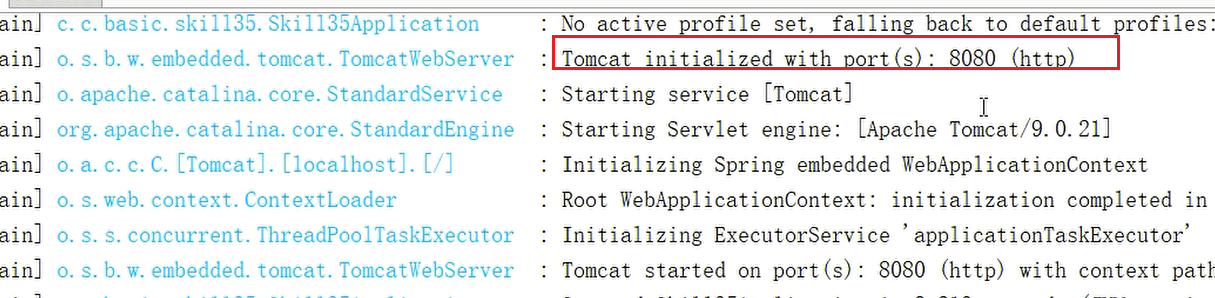 ain] c.c.basic.skill35.Skill35Application : No active profile set, falling back to default profiles:
ain] o.s.b.w.embedded.tomcat.TomcatWebServer : Tomcat initialized with port(s): 8080 (http)
ain] o.apache.catalina.core.StandardService : Starting service [Tomcat]
ain] org.apache.catalina.core.StandardEngine : Starting Servlet engine: [Apache Tomcat/9.0.21]
ain] o.a.c.c.C.[Tomcat].[localhost].[/] : Initializing Spring embedded WebApplicationContext
ain] o.s.web.context.ContextLoader : Root WebApplicationContext: initialization completed in
ain] o.s.s.concurrent.ThreadPoolTaskExecutor : Initializing ExecutorService 'applicationTaskExecutor'
ain] o.s.b.w.embedded.tomcat.TomcatWebServer : Tomcat started on port(s): 8080 (http) with context path